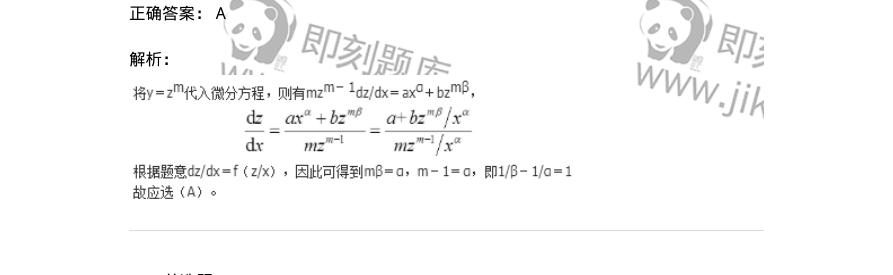 正确答案： A
解析：
将y＝z^m代入微分方程，则有mz^{m－1}dz/dx＝ax^α＋bz^{mβ}，
dz/dx = (ax^α + bz^{mβ})/(mz^{m-1}) = (a+ bz^{mβ}/x^α)/(mz^{m-1}/x^α)
根据题意dz/dx＝f（z/x），因此可得到mβ＝α，m－1＝α，即1/β－1/α＝1
故应选（A）。
即刻题库
www.jik